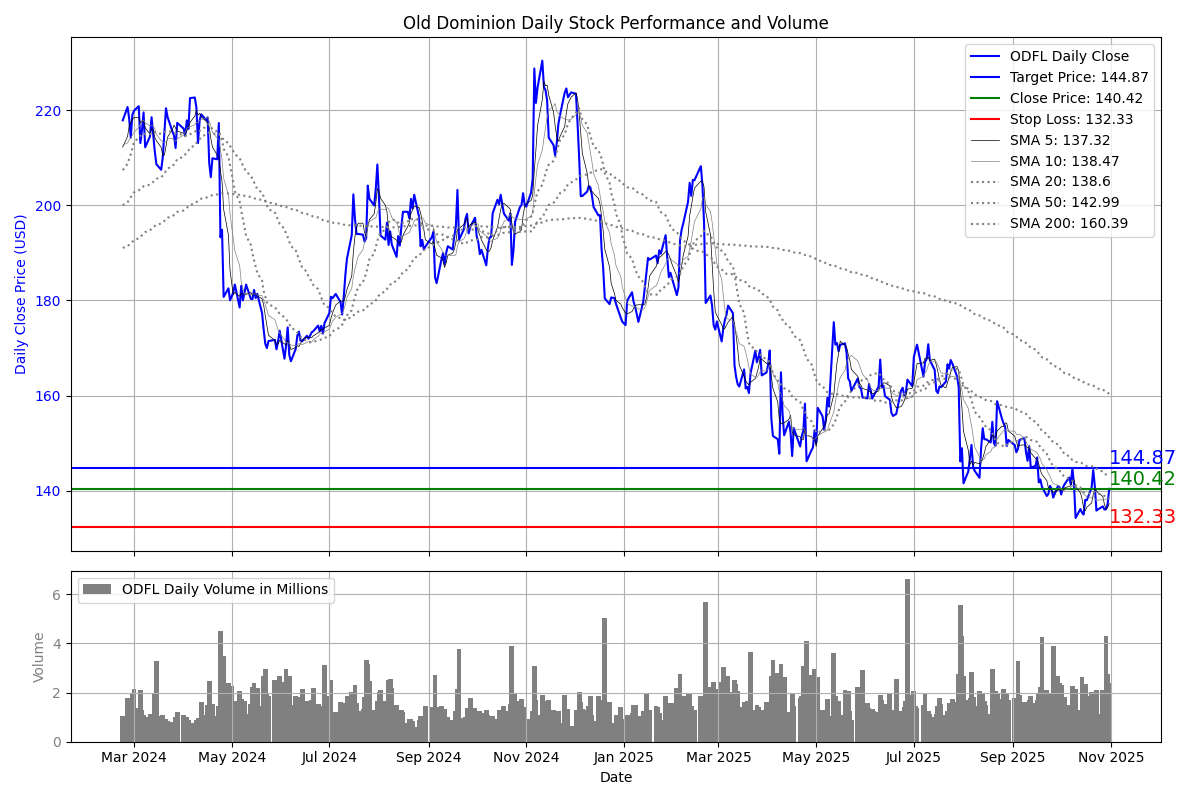 Old Dominion Daily Stock Performance and Volume
Daily Close Price (USD)
220
200
180
160
140
ODFL Daily Close
Target Price: 144.87
Close Price: 140.42
Stop Loss: 132.33
SMA 5: 137.32
SMA 10: 138.47
SMA 20: 138.6
SMA 50: 142.99
SMA 200: 160.39
144.87
140.42
132.33
ODFL Daily Volume in Millions
Volume
6
4
2
0
Mar 2024 May 2024 Jul 2024 Sep 2024 Nov 2024 Jan 2025 Mar 2025 May 2025 Jul 2025 Sep 2025 Nov 2025
Date